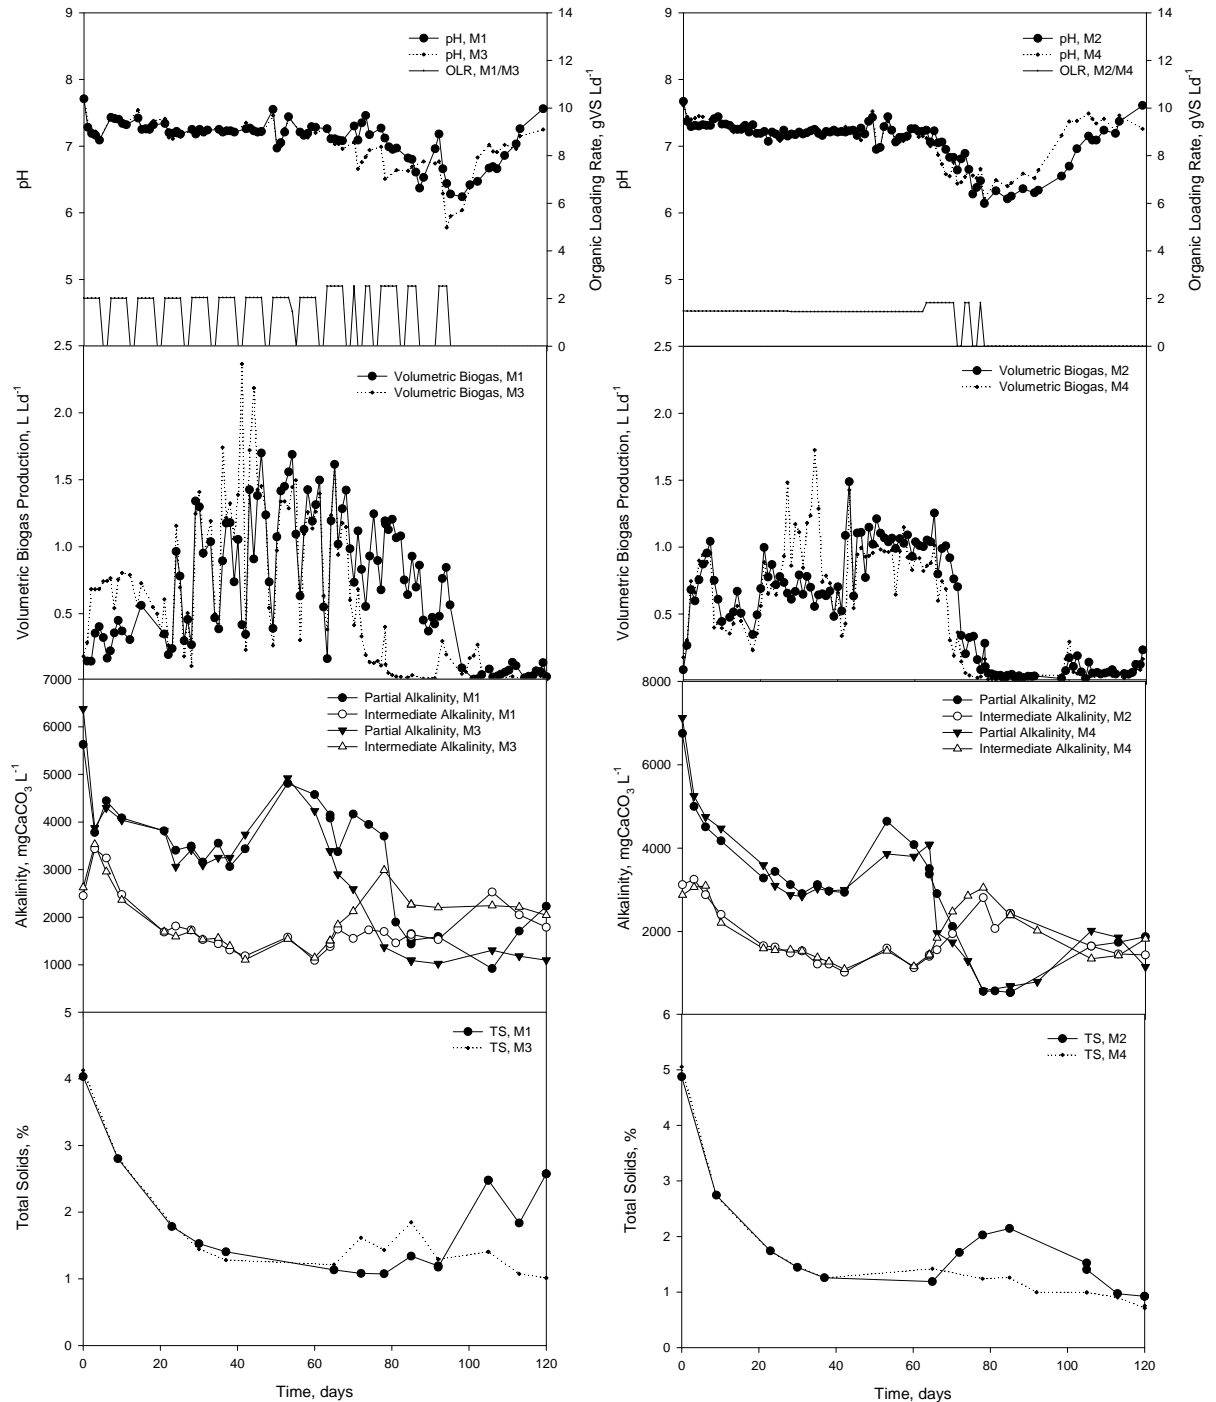 9
8
7
6
5
pH
14
12
10
8
6
4
2
0
Organic Loading Rate, gVS Ld-1
pH, M1
pH, M3
OLR, M1/M3
2.5
2.0
1.5
1.0
0.5
Volumetric Biogas Production, L Ld-1
Volumetric Biogas, M1
Volumetric Biogas, M3
7000
6000
5000
4000
3000
2000
1000
Alkalinity, mgCaCO3 L-1
Partial Alkalinity, M1
Intermediate Alkalinity, M1
Partial Alkalinity, M3
Intermediate Alkalinity, M3
5
4
3
2
1
0
Total Solids, %
TS, M1
TS, M3
0 20 40 60 80 100 120
Time, days
9
8
7
6
5
pH
14
12
10
8
6
4
2
0
Organic Loading Rate, gVS Ld-1
pH, M2
pH, M4
OLR, M2/M4
2.5
2.0
1.5
1.0
0.5
Volumetric Biogas Production, L Ld-1
Volumetric Biogas, M2
Volumetric Biogas, M4
8000
6000
4000
2000
Alkalinity, mgCaCO3 L-1
Partial Alkalinity, M2
Intermediate Alkalinity, M2
Partial Alkalinity, M4
Intermediate Alkalinity, M4
6
5
4
3
2
1
0
Total Solids, %
TS, M2
TS, M4
0 20 40 60 80 100 120
Time, days